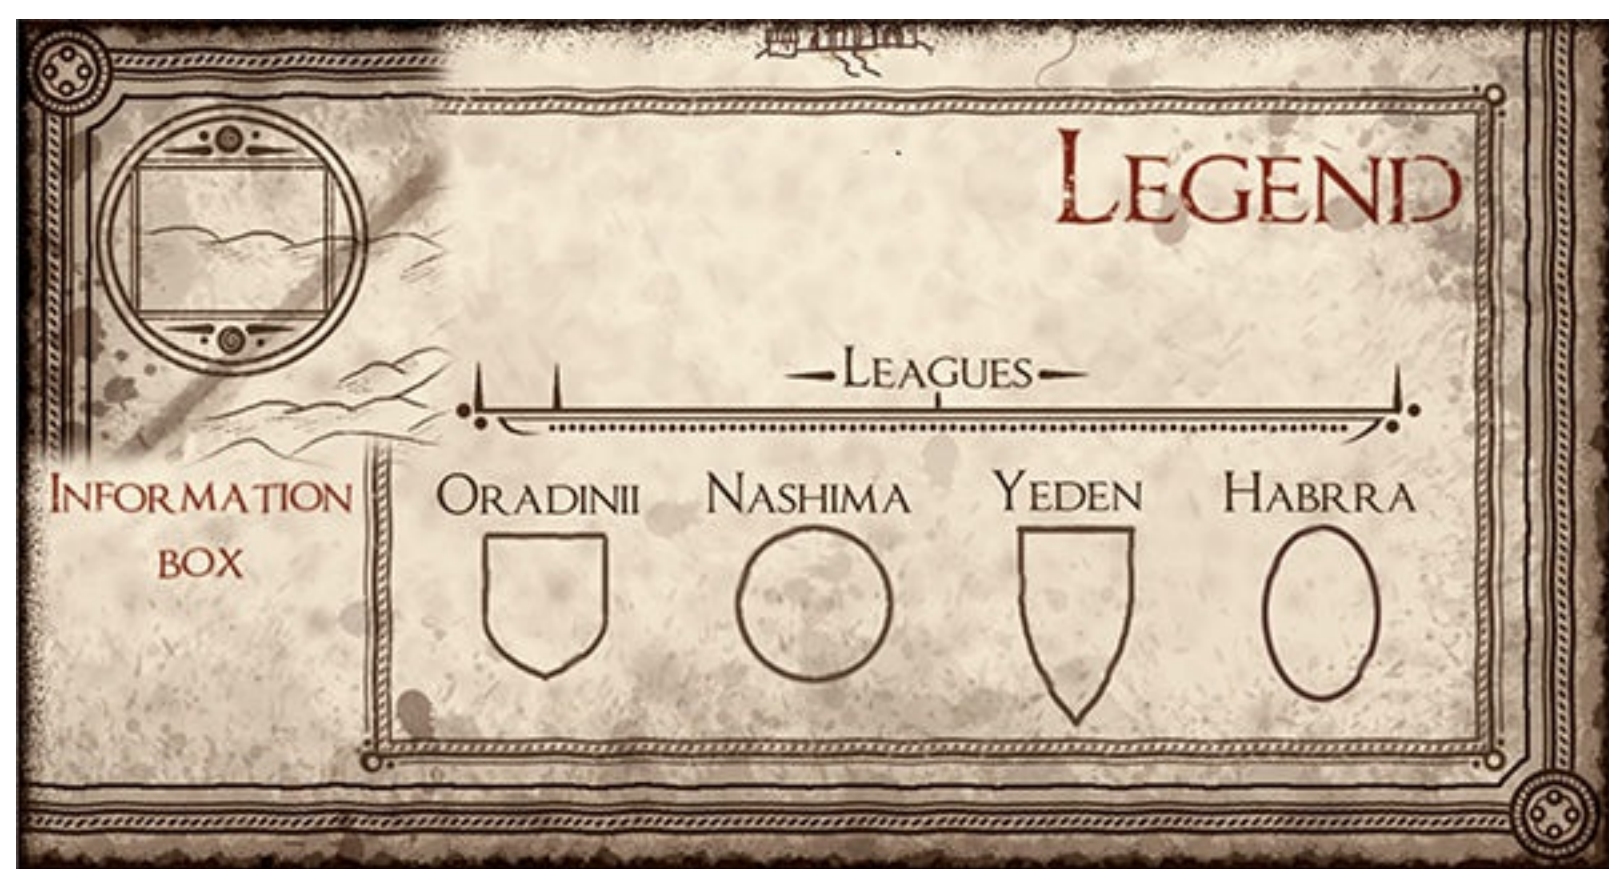 Legend
Leagues
Information
box
Oradinii Nashima Yeden Habrra